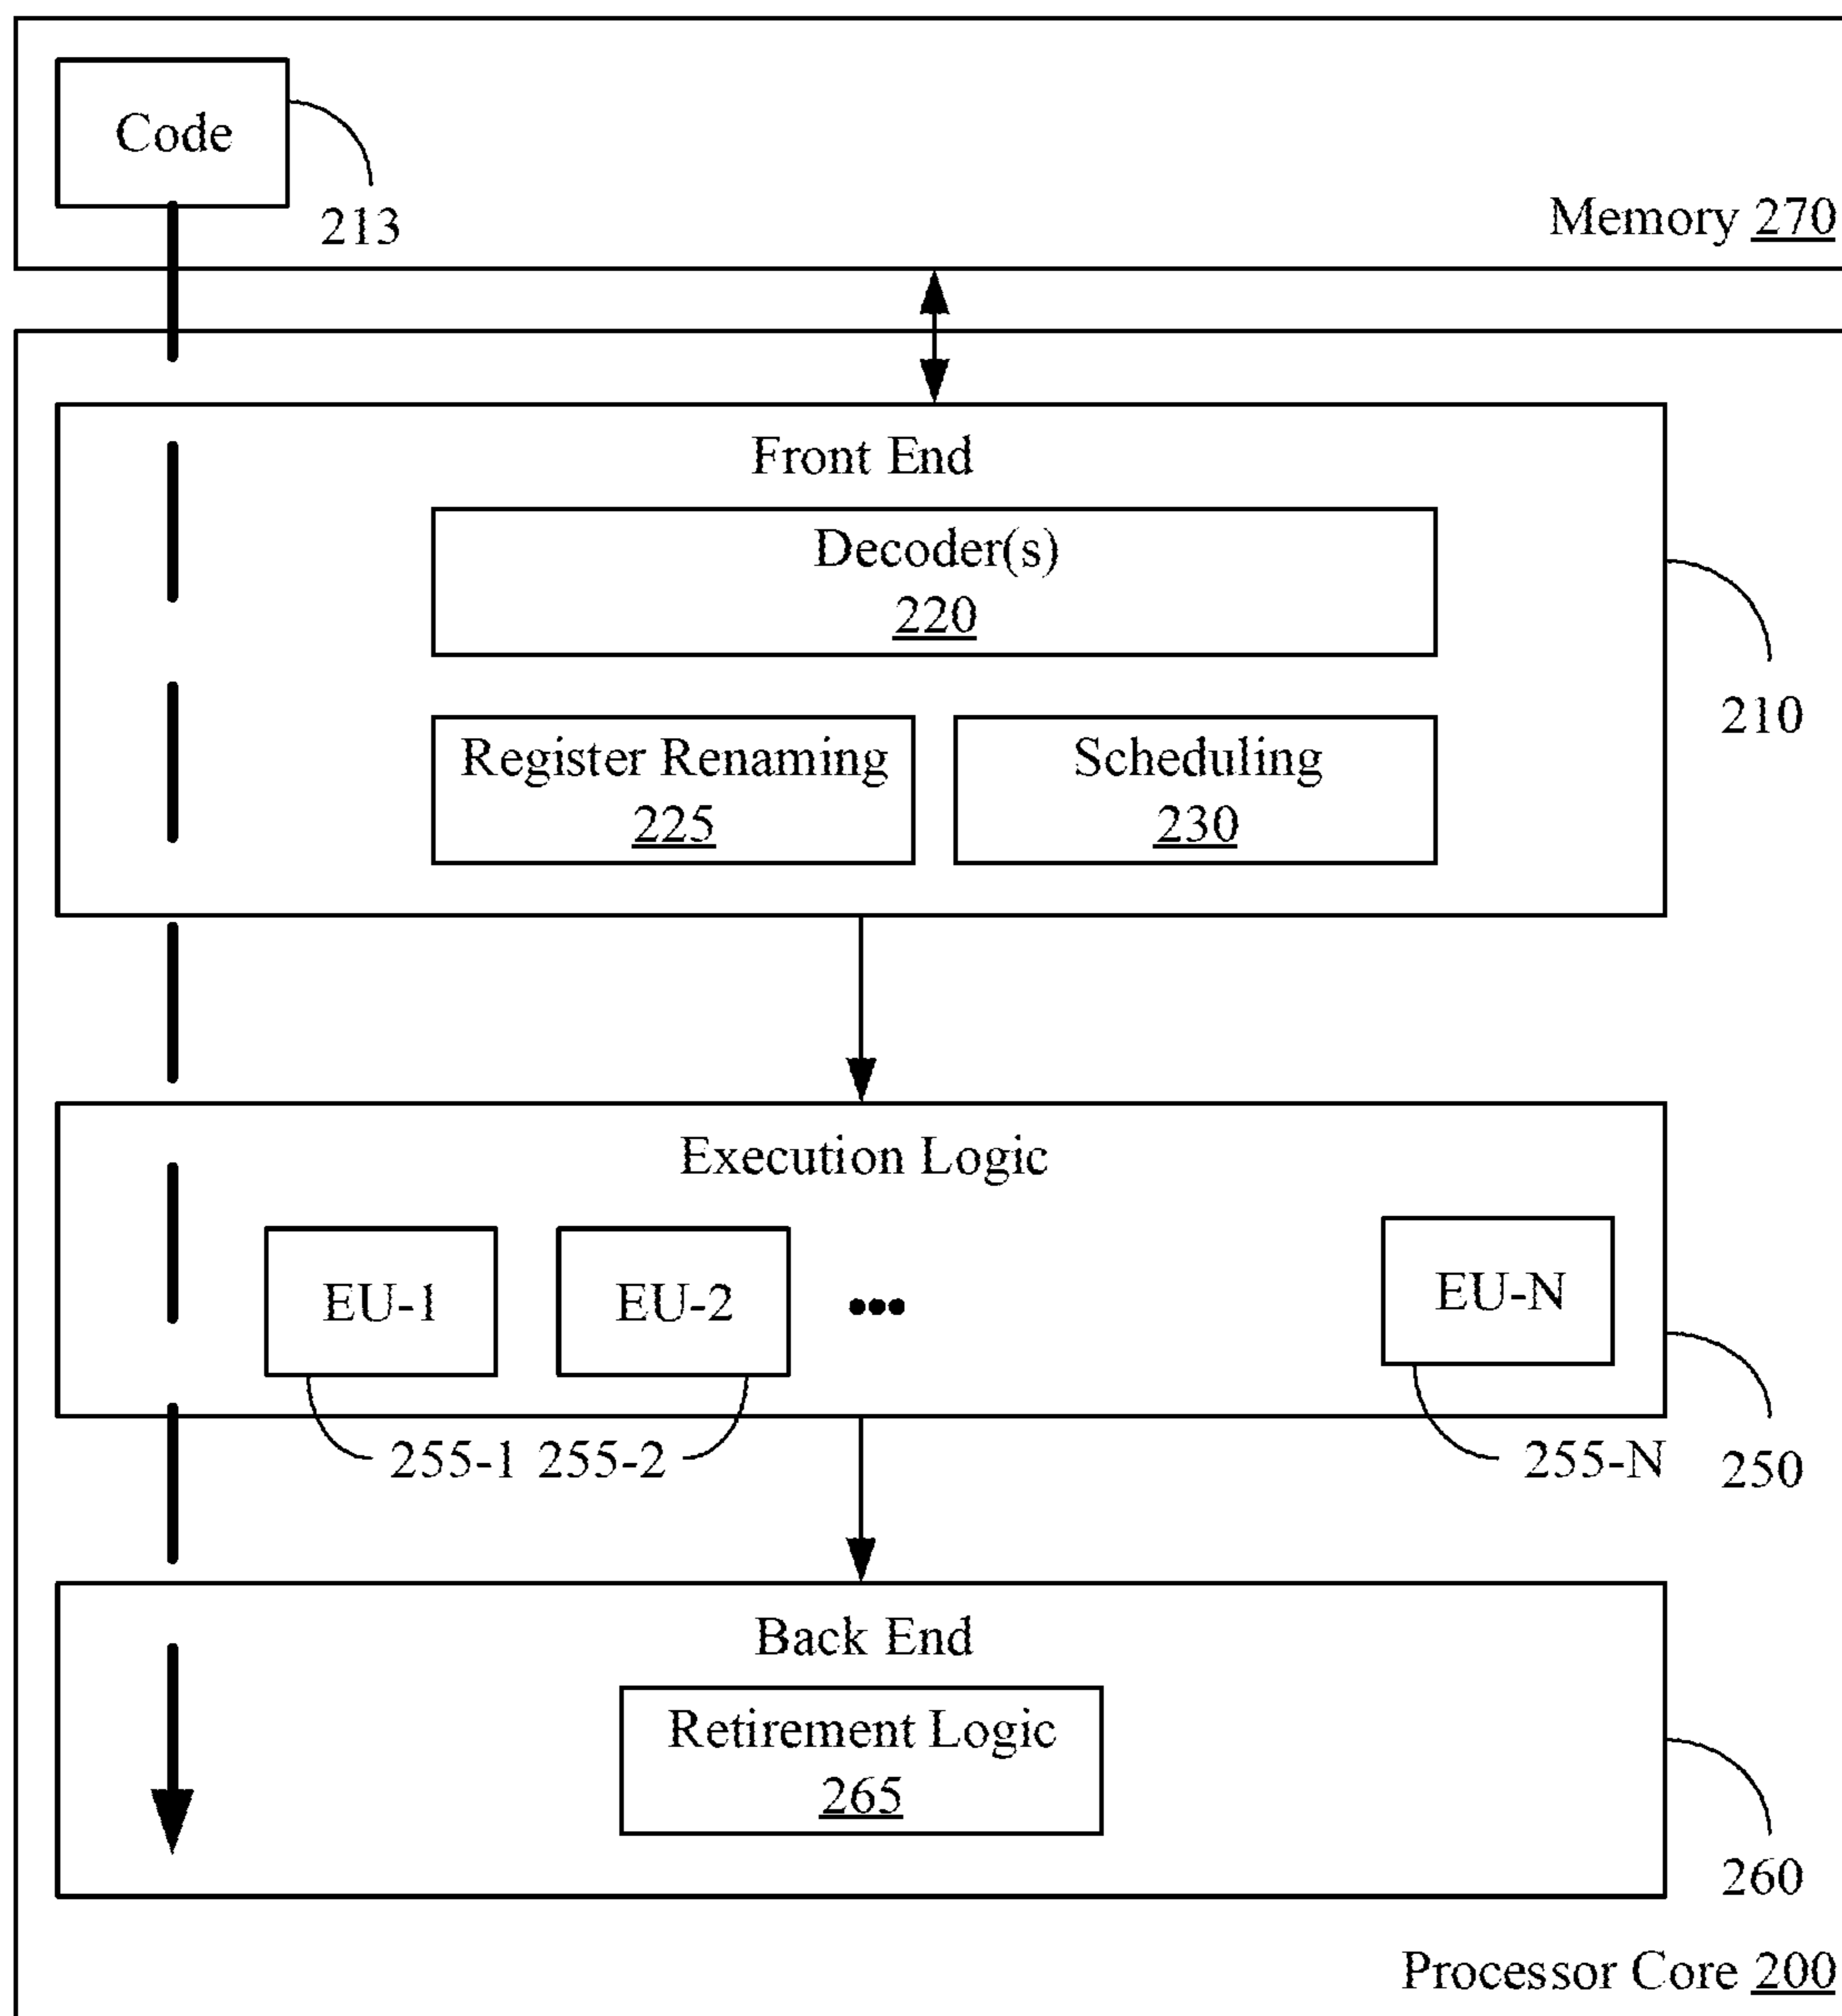 Code
213
Memory 270
Front End
Decoder(s)
220
210
Register Renaming
225
Scheduling
230
Execution Logic
EU-1
EU-2
•••
EU-N
255-1
255-2
255-N
250
Back End
Retirement Logic
265
260
Processor Core 200